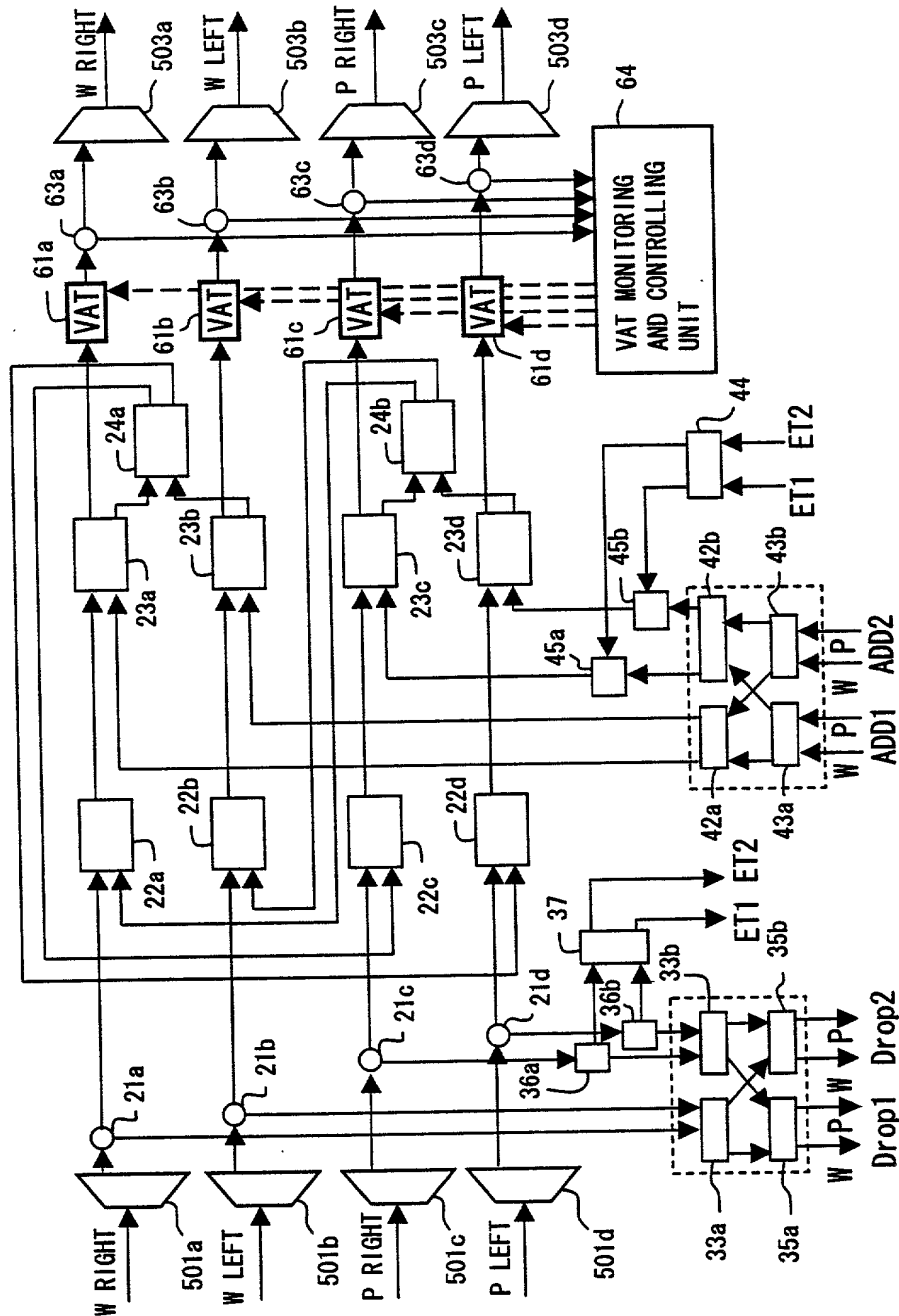 W RIGHT
W LEFT
P RIGHT
P LEFT
503a
503b
503c
503d
64
63a
63b
63c
63d
61a
61b
61c
61d
VAT
VAT
VAT
VAT
VAT MONITORING
AND CONTROLLING
UNIT
24a
24b
23a
23b
23c
23d
44
ET1
ET2
45a
45b
42a
42b
43a
43b
W
P
ADD1
W
P
ADD2
22a
22b
22c
22d
37
ET1
ET2
36a
36b
33a
33b
35a
35b
W
P
Drop1
W
P
Drop2
21a
21b
21c
21d
501a
501b
501c
501d
W RIGHT
W LEFT
P RIGHT
P LEFT